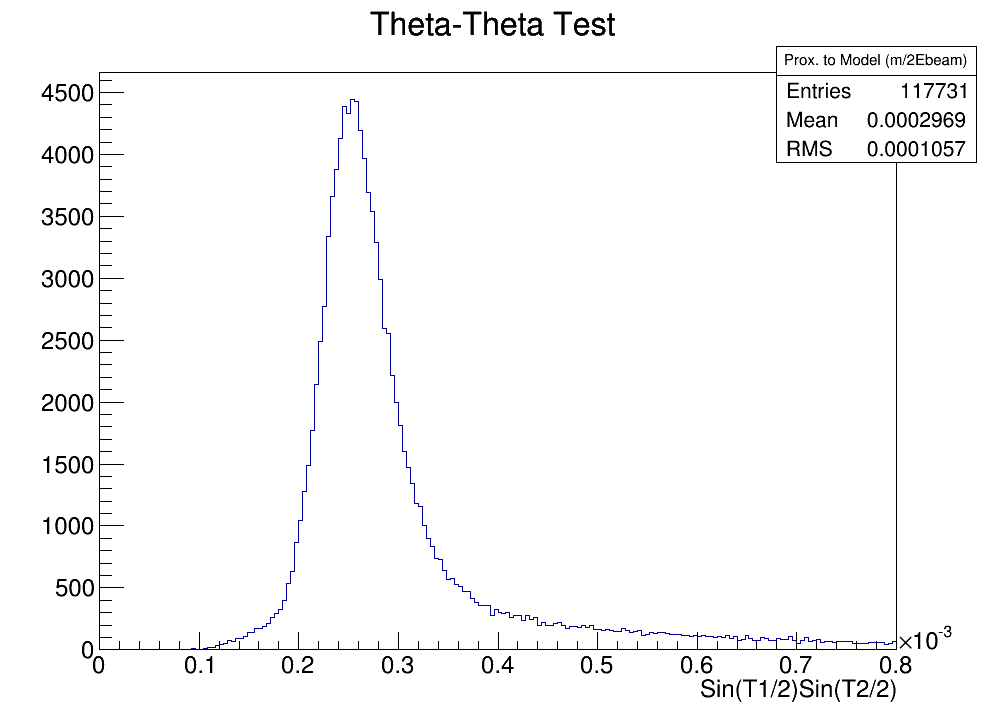 Theta-Theta Test
Prox. to Model (m/2Ebeam)
Entries 117731
Mean 0.0002969
RMS 0.0001057
4500
4000
3500
3000
2500
2000
1500
1000
500
0
0 0.1 0.2 0.3 0.4 0.5 0.6 0.7 0.8
×10⁻³
Sin(T1/2)Sin(T2/2)